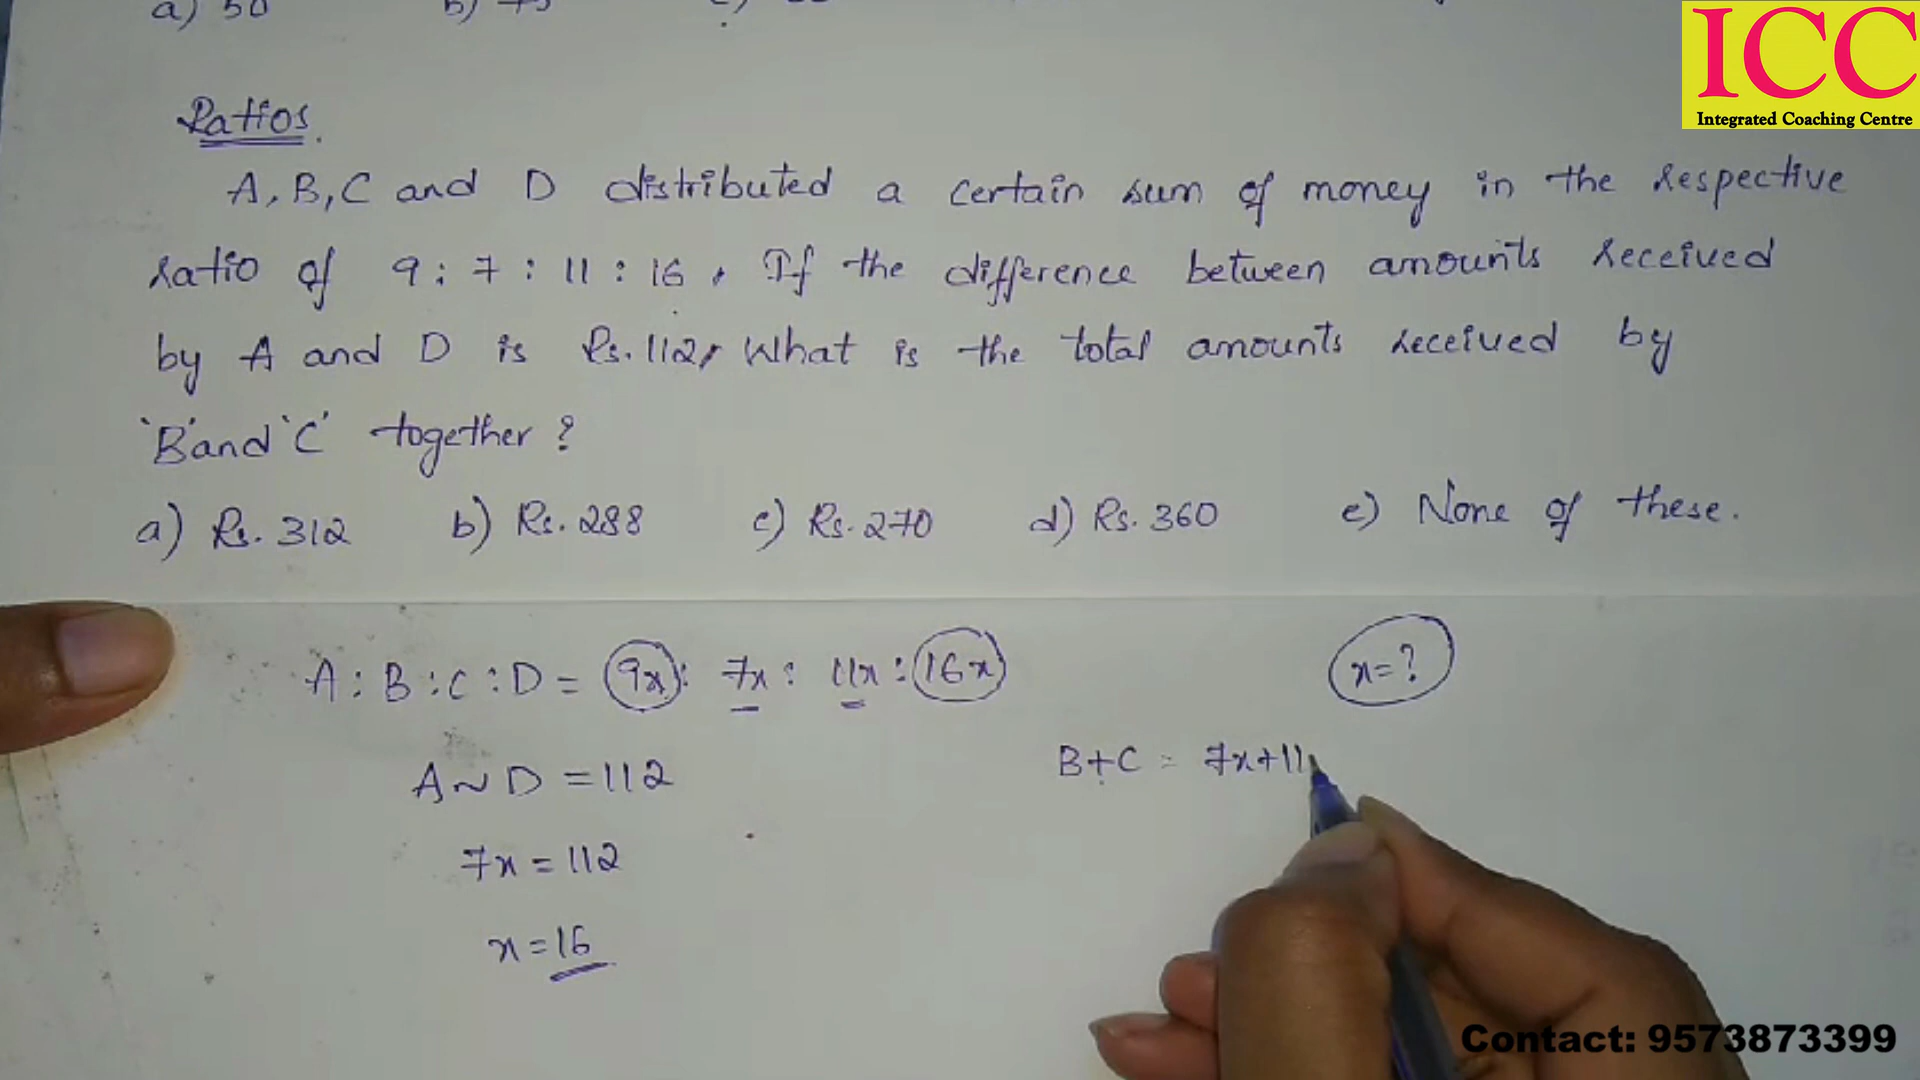 a) 50 b) 75
ICC
Integrated Coaching Centre
Ratios.
A, B, C and D distributed a certain sum of money in the respective
ratio of 9 : 7 : 11 : 16, If the difference between amounts received
by A and D is Rs. 112, What is the total amounts received by
'B' and 'C' together ?
a) Rs. 312 b) Rs. 288 c) Rs. 270 d) Rs. 360 e) None of these.
A : B : C : D = 9x : 7x : 11x : 16x x = ?
A ~ D = 112 B + C = 7x + 11
7x = 112
x = 16
Contact: 9573873399